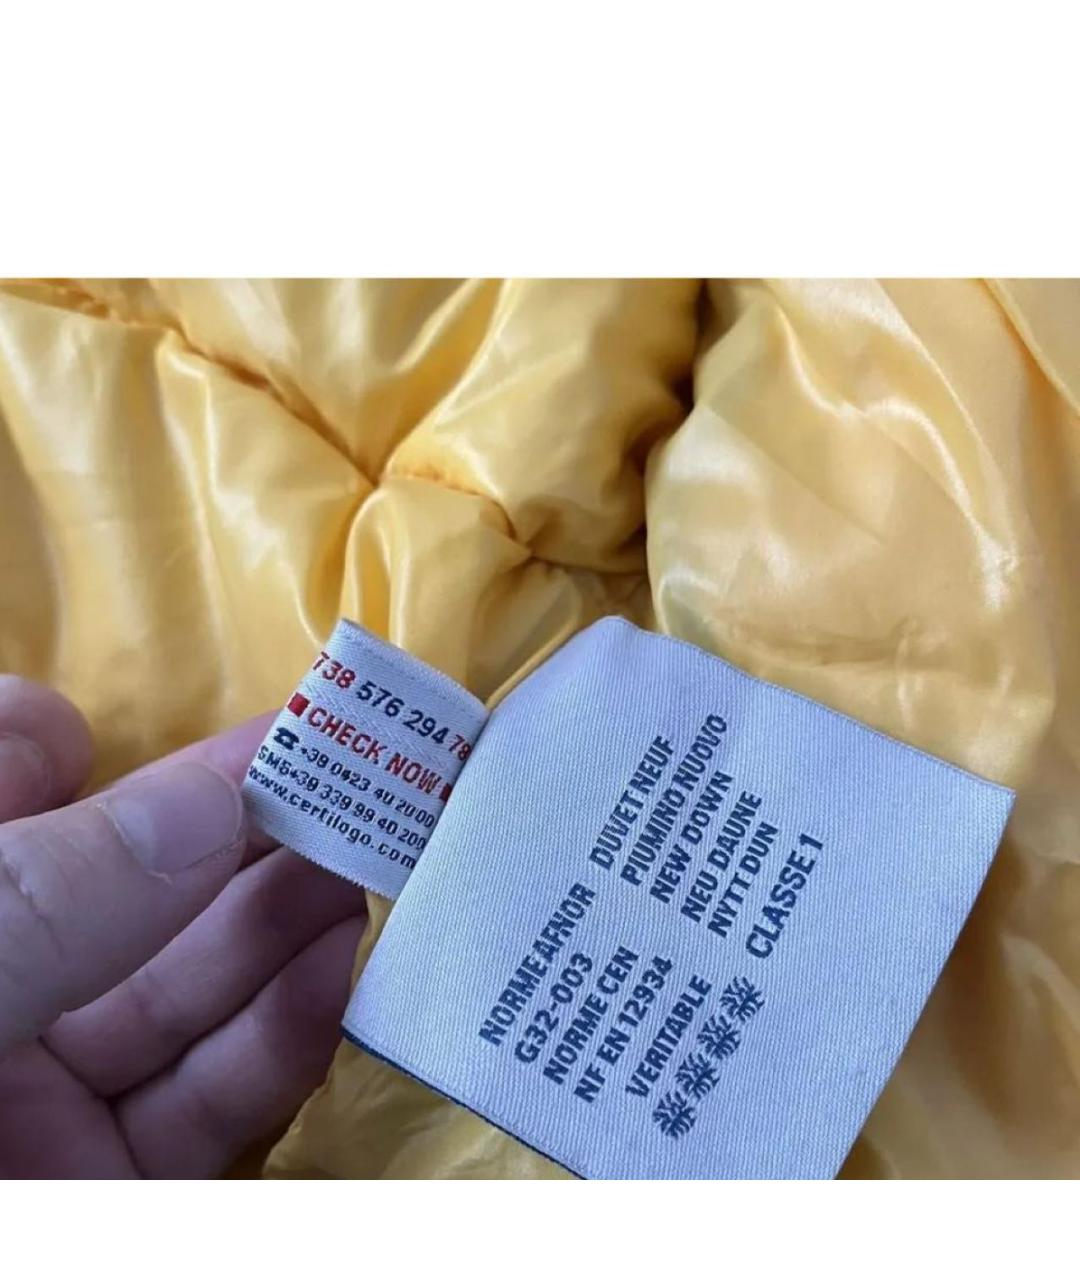 738 576 294 78
CHECK NOW
☎ +39 0423 40 2000
SMS+39 339 99 40 200
www.certilogo.com
NORME AFNOR
G32-003
NORME CEN
NF EN 12934
VERITABLE
DUVET NEUF
PIUMINO NUOVO
NEW DOWN
NEU DAUNE
NYTT DUN
CLASSE 1